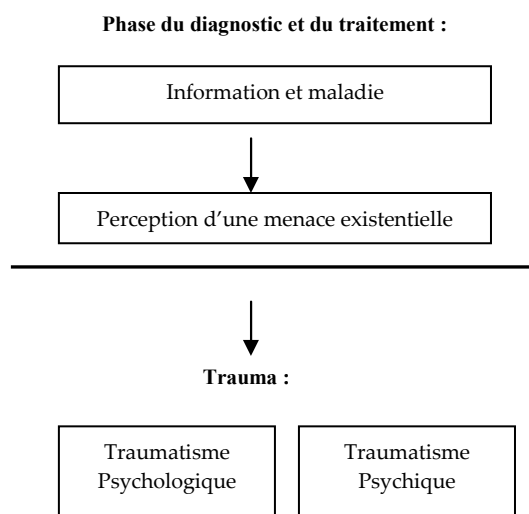 Phase du diagnostic et du traitement :
Information et maladie
Perception d’une menace existentielle
Trauma :
Traumatisme
Psychologique
Traumatisme
Psychique